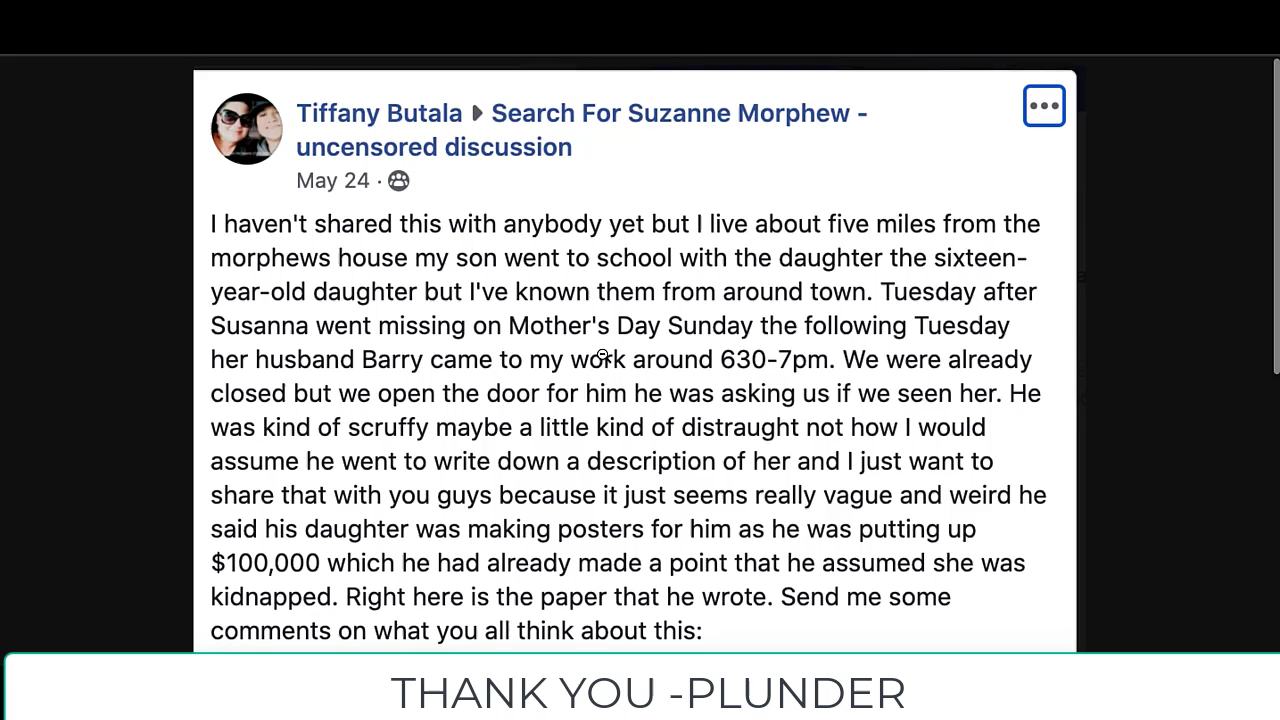 Tiffany Butala Search For Suzanne Morphew -
uncensored discussion
May 24 ·
I haven't shared this with anybody yet but I live about five miles from the
morphews house my son went to school with the daughter the sixteen-
year-old daughter but I've known them from around town. Tuesday after
Susanna went missing on Mother's Day Sunday the following Tuesday
her husband Barry came to my work around 630-7pm. We were already
closed but we open the door for him he was asking us if we seen her. He
was kind of scruffy maybe a little kind of distraught not how I would
assume he went to write down a description of her and I just want to
share that with you guys because it just seems really vague and weird he
said his daughter was making posters for him as he was putting up
$100,000 which he had already made a point that he assumed she was
kidnapped. Right here is the paper that he wrote. Send me some
comments on what you all think about this:
THANK YOU -PLUNDER